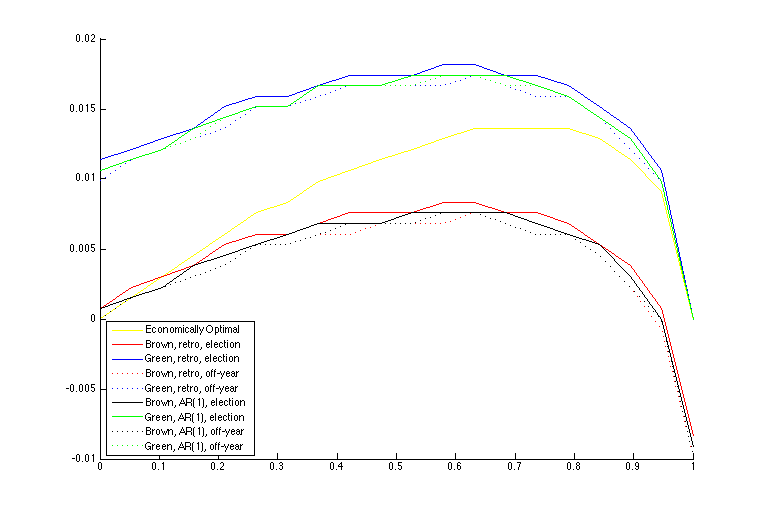 0.02
0.015
0.01
0.005
0
-0.005
-0.01
Economically Optimal
Brown, retro, election
Green, retro, election
Brown, retro, off-year
Green, retro, off-year
Brown, AR(1), election
Green, AR(1), election
Brown, AR(1), off-year
Green, AR(1), off-year
0 0.1 0.2 0.3 0.4 0.5 0.6 0.7 0.8 0.9 1